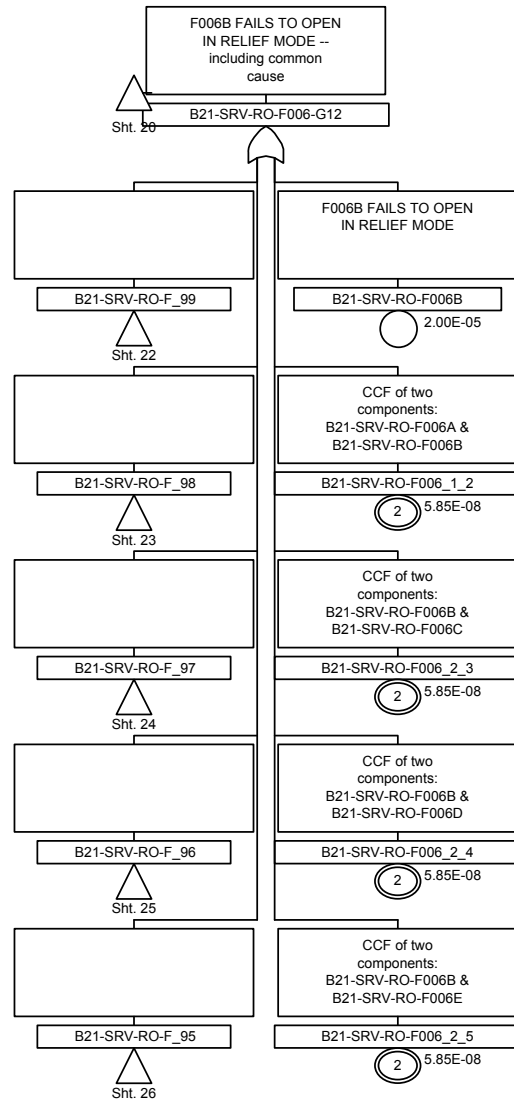 F006B FAILS TO OPEN
IN RELIEF MODE --
including common
cause
B21-SRV-RO-F006-G12
Sht. 20
F006B FAILS TO OPEN
IN RELIEF MODE
B21-SRV-RO-F_99
B21-SRV-RO-F006B
Sht. 22
2.00E-05
CCF of two
components:
B21-SRV-RO-F006A &
B21-SRV-RO-F006B
B21-SRV-RO-F_98
B21-SRV-RO-F006_1_2
Sht. 23
2
5.85E-08
CCF of two
components:
B21-SRV-RO-F006B &
B21-SRV-RO-F006C
B21-SRV-RO-F_97
B21-SRV-RO-F006_2_3
Sht. 24
2
5.85E-08
CCF of two
components:
B21-SRV-RO-F006B &
B21-SRV-RO-F006D
B21-SRV-RO-F_96
B21-SRV-RO-F006_2_4
Sht. 25
2
5.85E-08
CCF of two
components:
B21-SRV-RO-F006B &
B21-SRV-RO-F006E
B21-SRV-RO-F_95
B21-SRV-RO-F006_2_5
Sht. 26
2
5.85E-08